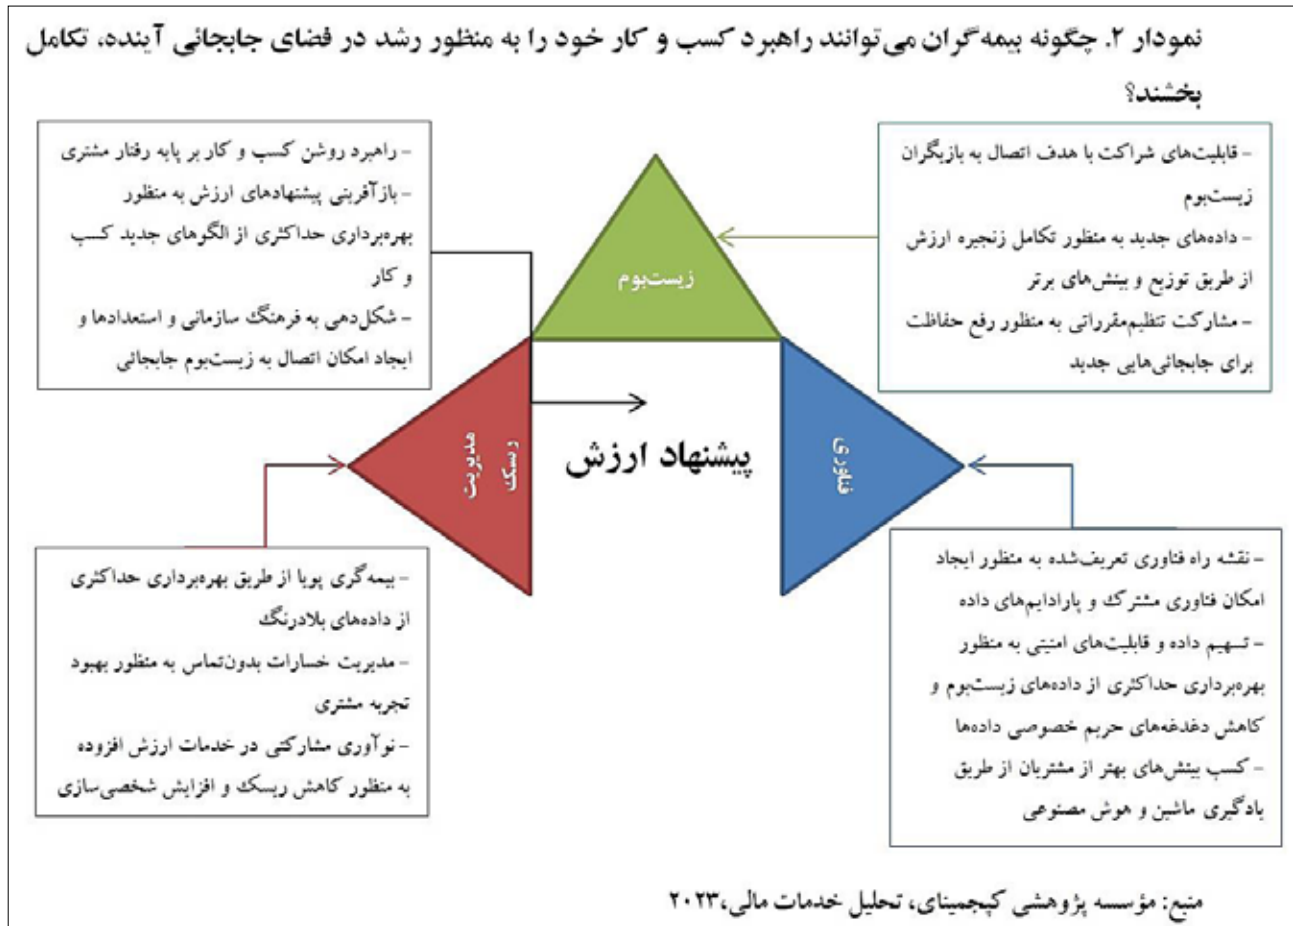 نمودار ۲. چگونه بیمه‌گران می‌توانند راهبرد کسب و کار خود را به منظور رشد در فضای جابجائی آینده، تکامل
بخشند؟
- قابلیت‌های شراکت با هدف اتصال به بازیگران
زیست‌بوم
- داده‌های جدید به منظور تکامل زنجیره ارزش
از طریق توزیع و بینش‌های برتر
- مشارکت تنظیم‌مقرراتی به منظور رفع حفاظت
برای جابجائی‌هایی جدید
- راهبرد روشن کسب و کار بر پایه رفتار مشتری
- بازآفرینی پیشنهادهای ارزش به منظور
بهره‌برداری حداکثری از الگوهای جدید کسب
و کار
- شکل‌دهی به فرهنگ سازمانی و استعدادها و
ایجاد امکان اتصال به زیست‌بوم جابجائی
زیست‌بوم
فناوری
پیشنهاد ارزش
مدیریت
ریسک
- نقشه راه فناوری تعریف‌شده به منظور ایجاد
امکان فناوری مشترک و پارادایم‌های داده
- تسهیم داده و قابلیت‌های امنیتی به منظور
بهره‌برداری حداکثری از داده‌های زیست‌بوم و
کاهش دغدغه‌های حریم خصوصی داده‌ها
- کسب بینش‌های بهتر از مشتریان از طریق
یادگیری ماشین و هوش مصنوعی
- بیمه‌گری پویا از طریق بهره‌برداری حداکثری
از داده‌های بلادرنگ
- مدیریت خسارات بدون‌تماس به منظور بهبود
تجربه مشتری
- نوآوری مشارکتی در خدمات ارزش افزوده
به منظور کاهش ریسک و افزایش شخصی‌سازی
منبع: مؤسسه پژوهشی کپجمینای، تحلیل خدمات مالی،۲۰۲۳